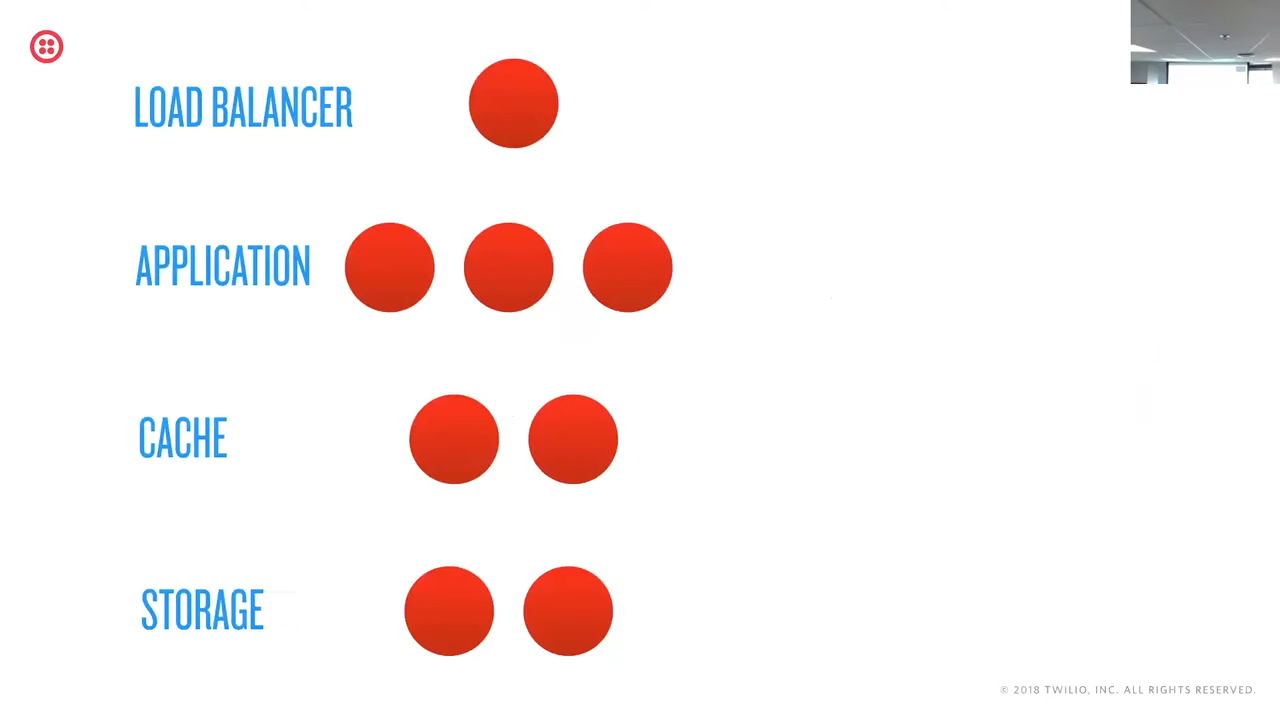 LOAD BALANCER
APPLICATION
CACHE
STORAGE
© 2018 TWILIO, INC. ALL RIGHTS RESERVED.